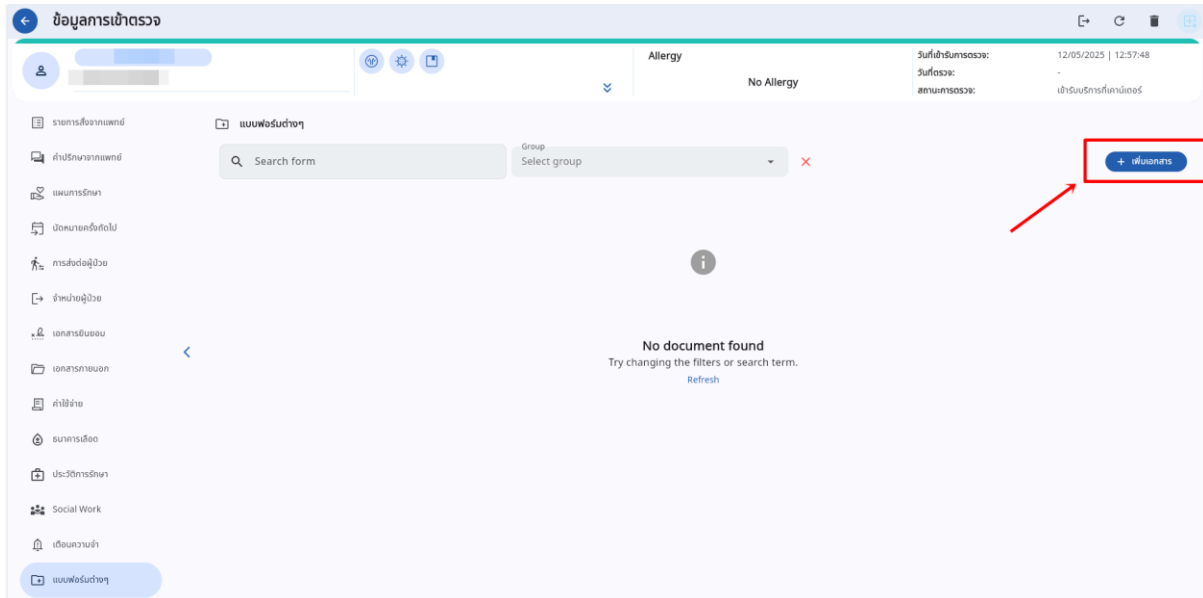 ข้อมูลการเข้าตรวจ
Allergy
No Allergy
วันที่เข้ารับการตรวจ: 12/05/2025 | 12:57:48
วันที่ตรวจ: -
สถานะการตรวจ: เข้ารับบริการที่เคาน์เตอร์
รายการสั่งจากแพทย์
คำปรึกษาจากแพทย์
แผนการรักษา
นัดหมายครั้งถัดไป
การส่งต่อผู้ป่วย
จำหน่ายผู้ป่วย
เอกสารยินยอม
เอกสารภายนอก
ค่าใช้จ่าย
ธนาคารเลือด
ประวัติการรักษา
Social Work
เตือนความจำ
แบบฟอร์มต่างๆ
แบบฟอร์มต่างๆ
Search form
Group
Select group
+ เพิ่มเอกสาร
No document found
Try changing the filters or search term.
Refresh